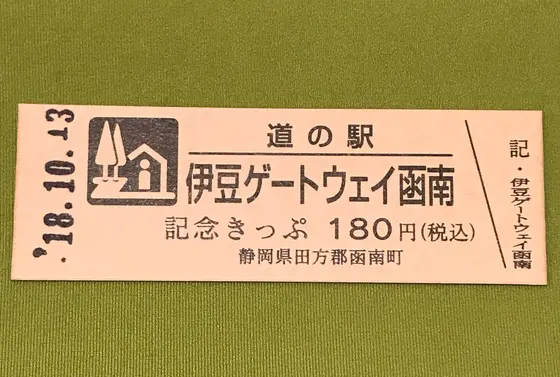 '18.10.13
道の駅
伊豆ゲートウェイ函南
記念きっぷ 180円(税込)
静岡県田方郡函南町
記・伊豆ゲートウェイ函南